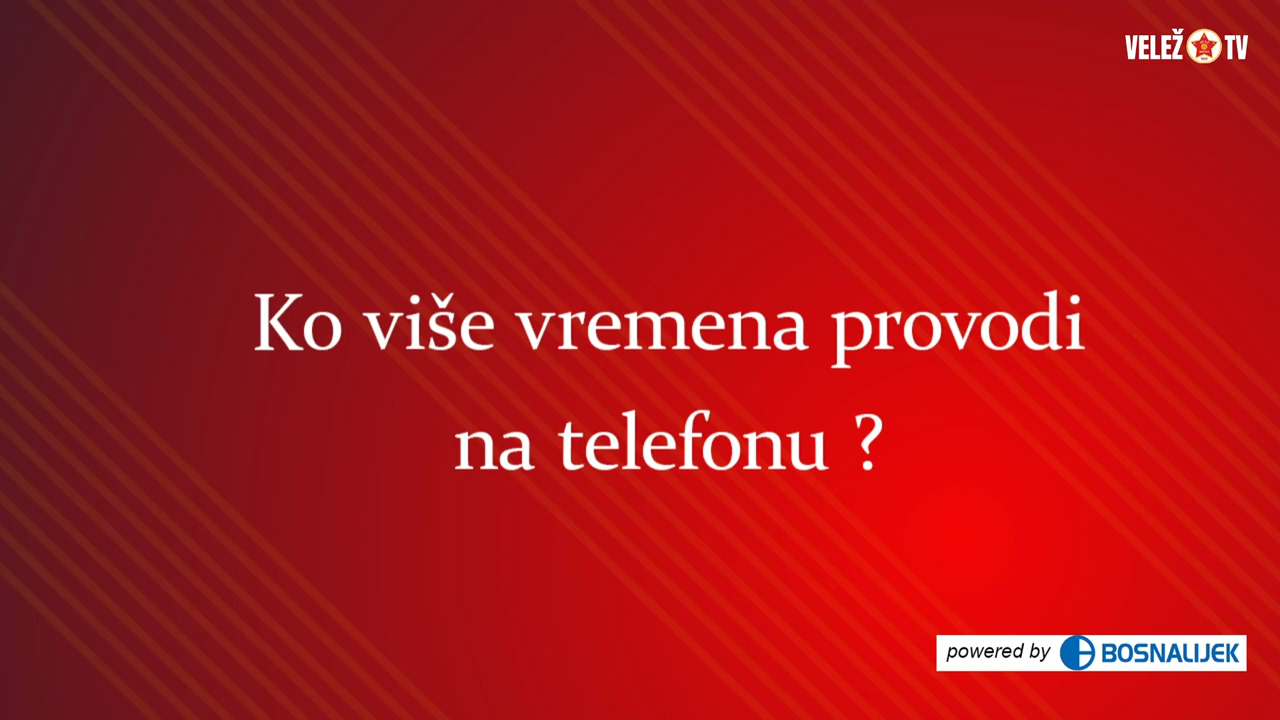 VELEŽ TV
Ko više vremena provodi
na telefonu ?
powered by BOSNALIJEK